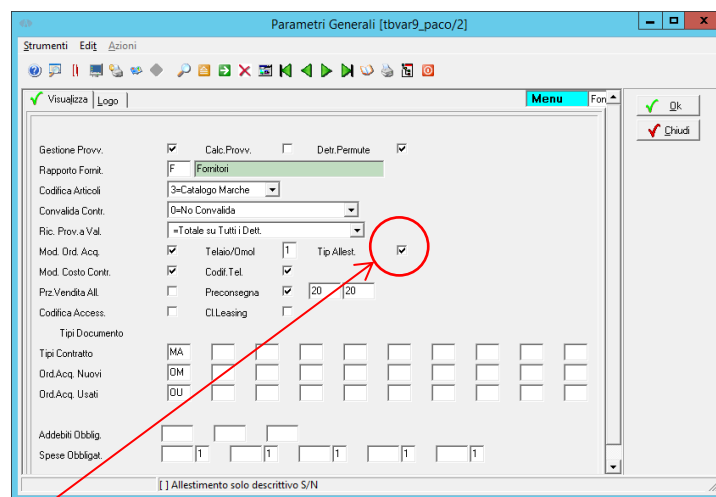 Parametri Generali [tbvar9_paco/2]
Strumenti Edit Azioni
Visualizza Logo Menu For
Ok
Chiudi
Gestione Provv. Calc.Provv. Detr.Permute
Rapporto Fornit. F Fornitori
Codifica Articoli 3=Catalogo Marche
Convalida Contr. 0=No Convalida
Ric. Prov.a Val. =Totale su Tutti i Dett.
Mod. Ord. Acq. Telaio/Omol 1 Tip Allest.
Mod. Costo Contr. Codif.Tel.
Prz.Vendita All. Preconsegna 20 20
Codifica Access. Cl.Leasing
Tipi Documento
Tipi Contratto MA
Ord.Acq. Nuovi OM
Ord.Acq. Usati OU
Addebiti Obblig.
Spese Obbligat. 1 1 1 1 1
[ ] Allestimento solo descrittivo S/N